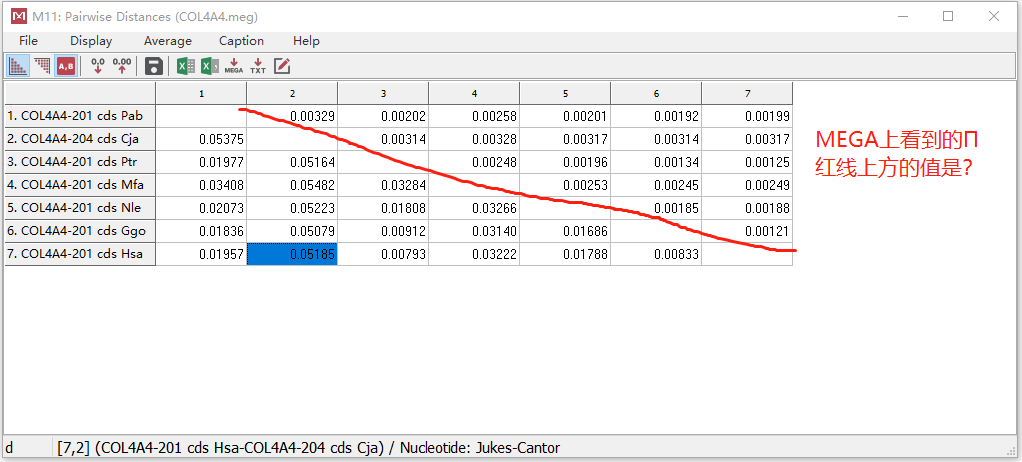 M11: Pairwise Distances (COL4A4.meg)
File Display Average Caption Help
A,B 0.0 0.00 MEGA TXT
1 2 3 4 5 6 7
1. COL4A4-201 cds Pab 0.00329 0.00202 0.00258 0.00201 0.00192 0.00199
2. COL4A4-204 cds Cja 0.05375 0.00314 0.00328 0.00317 0.00314 0.00317
3. COL4A4-201 cds Ptr 0.01977 0.05164 0.00248 0.00196 0.00134 0.00125
4. COL4A4-201 cds Mfa 0.03408 0.05482 0.03284 0.00253 0.00245 0.00249
5. COL4A4-201 cds Nle 0.02073 0.05223 0.01808 0.03266 0.00185 0.00188
6. COL4A4-201 cds Ggo 0.01836 0.05079 0.00912 0.03140 0.01686 0.00121
7. COL4A4-201 cds Hsa 0.01957 0.05185 0.00793 0.03222 0.01788 0.00833
MEGA上看到的Π
红线上方的值是?
d [7,2] (COL4A4-201 cds Hsa-COL4A4-204 cds Cja) / Nucleotide: Jukes-Cantor